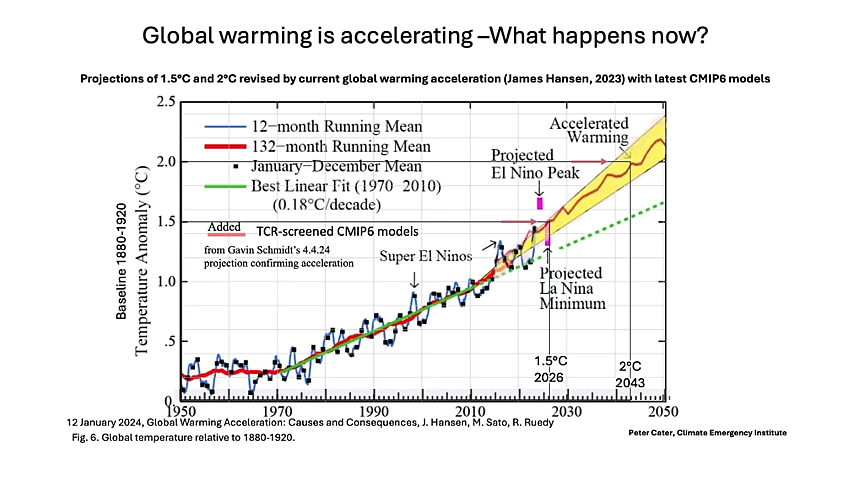 Global warming is accelerating –What happens now?
Projections of 1.5°C and 2°C revised by current global warming acceleration (James Hansen, 2023) with latest CMIP6 models
2.5
2.0
1.5
1.0
.5
0
Baseline 1880-1920
Temperature Anomaly (°C)
12−month Running Mean
132−month Running Mean
January−December Mean
Best Linear Fit (1970 2010)
(0.18°C/decade)
Added
TCR-screened CMIP6 models
from Gavin Schmidt's 4.4.24
projection confirming acceleration
Super El Ninos
Projected
El Nino Peak
Accelerated
Warming
Projected
La Nina
Minimum
1.5°C
2026
2°C
2043
1950 1970 1990 2010 2030 2050
12 January 2024, Global Warming Acceleration: Causes and Consequences, J. Hansen, M. Sato, R. Ruedy
Fig. 6. Global temperature relative to 1880-1920.
Peter Cater, Climate Emergency Institute